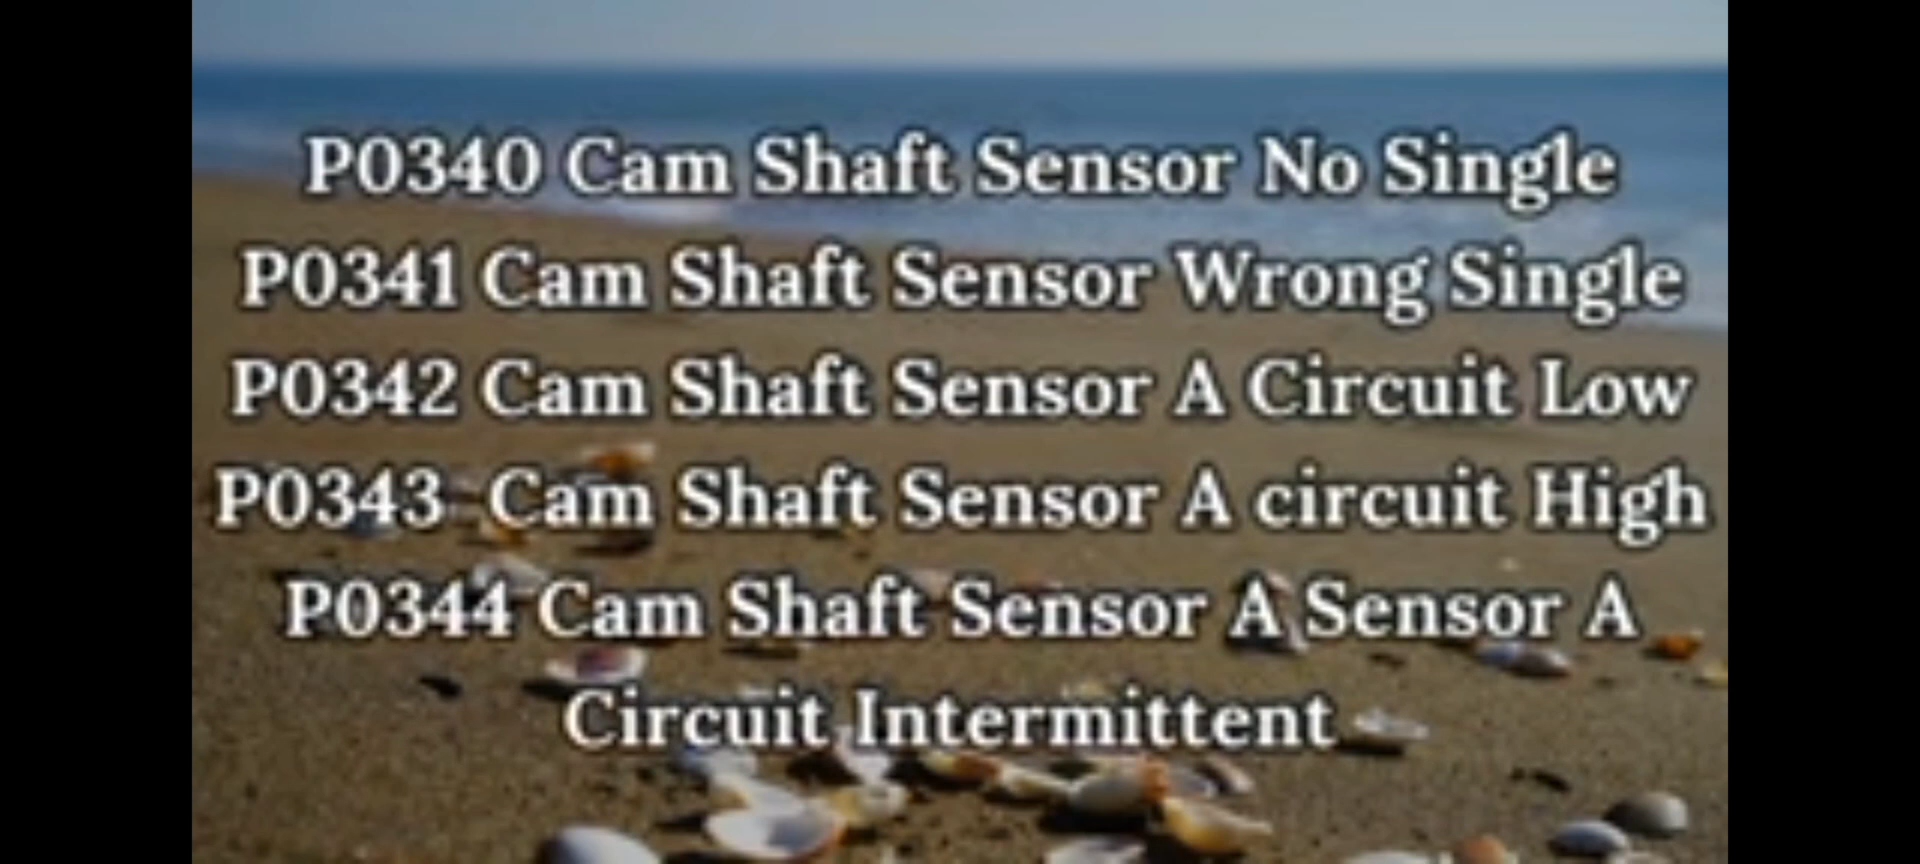 P0340 Cam Shaft Sensor No Single
P0341 Cam Shaft Sensor Wrong Single
P0342 Cam Shaft Sensor A Circuit Low
P0343 Cam Shaft Sensor A circuit High
P0344 Cam Shaft Sensor A Sensor A
Circuit Intermittent